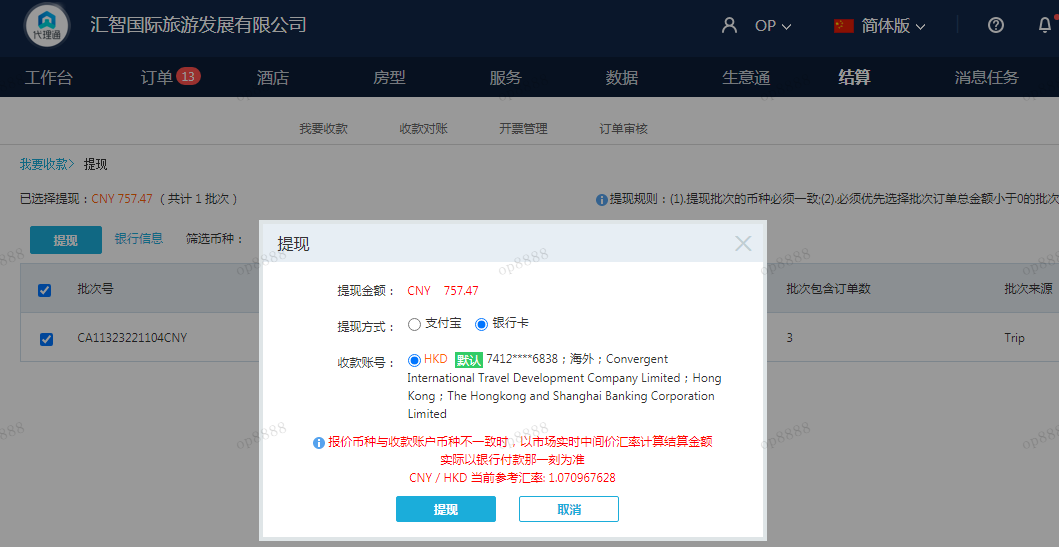 代理通
汇智国际旅游发展有限公司
OP
简体版
工作台
订单 13
酒店
房型
服务
数据
生意通
结算
消息任务
我要收款
收款对账
开票管理
订单审核
我要收款> 提现
已选择提现：CNY 757.47 （ 共计 1 批次 ）
提现规则：(1).提现批次的币种必须一致;(2).必须优先选择批次订单总金额小于0的批次
提现
银行信息
筛选币种：
批次号
批次包含订单数
批次来源
CA11323221104CNY
3
Trip
提现
提现金额： CNY 757.47
提现方式： 支付宝 银行卡
收款账号： HKD 默认 7412****6838；海外；Convergent
International Travel Development Company Limited；Hong
Kong；The Hongkong and Shanghai Banking Corporation
Limited
报价币种与收款账户币种不一致时，以市场实时中间价汇率计算结算金额
实际以银行付款那一刻为准
CNY / HKD 当前参考汇率: 1.070967628
提现
取消
op8888
op8888
op8888
op8888
op8888
op8888
op8888
op8888
op8888